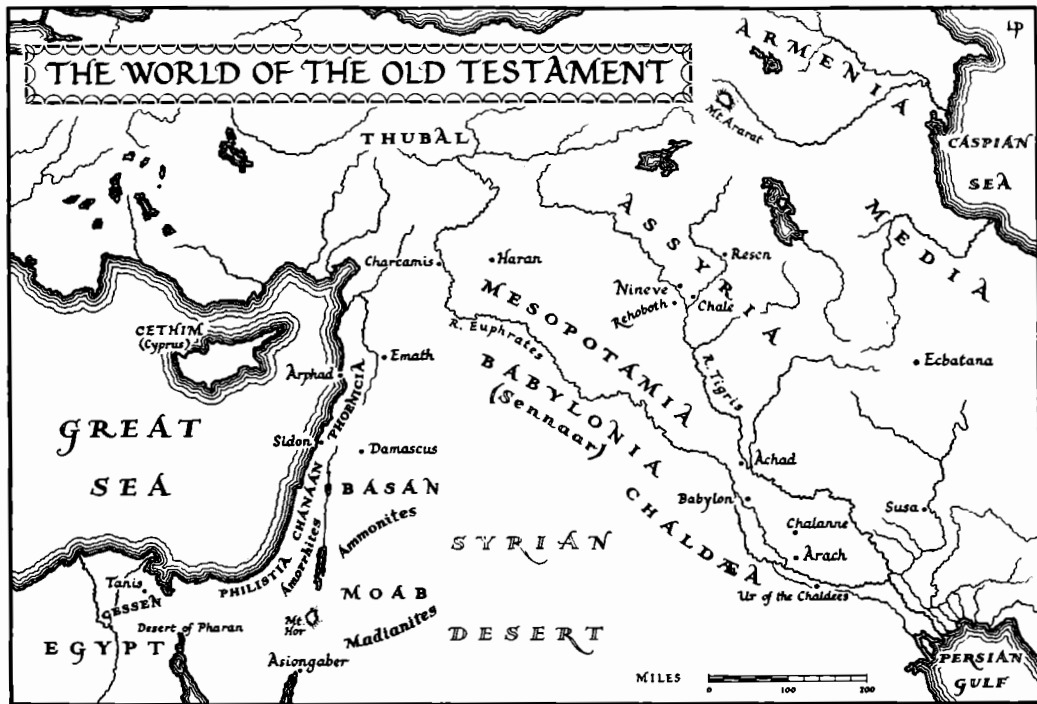 LP
THE WORLD OF THE OLD TESTAMENT
ARMENIA
Mt. Ararat
THUBAL
CASPIAN
SEA
ASSYRIA
MEDIA
Charcamis
Haran
Resen
Nineve
Rehoboth
Chale
MESOPOTAMIA
R. Euphrates
CETHIM
(Cyprus)
Emath
Arphad
PHOENICIA
BABYLONIA
(Sennaar)
R. Tigris
Ecbatana
GREAT
SEA
Sidon
Damascus
CHANAAN
BASAN
Achad
Babylon
CHALDÆA
Susa
Chalanne
Arach
Ammonites
SYRIAN
DESERT
Amorrhites
PHILISTIA
Tanis
GESSEN
MOAB
Ur of the Chaldees
Mt.
Hor
Madianites
Desert of Pharan
EGYPT
Asiongaber
MILES
0 100 200
PERSIAN
GULF